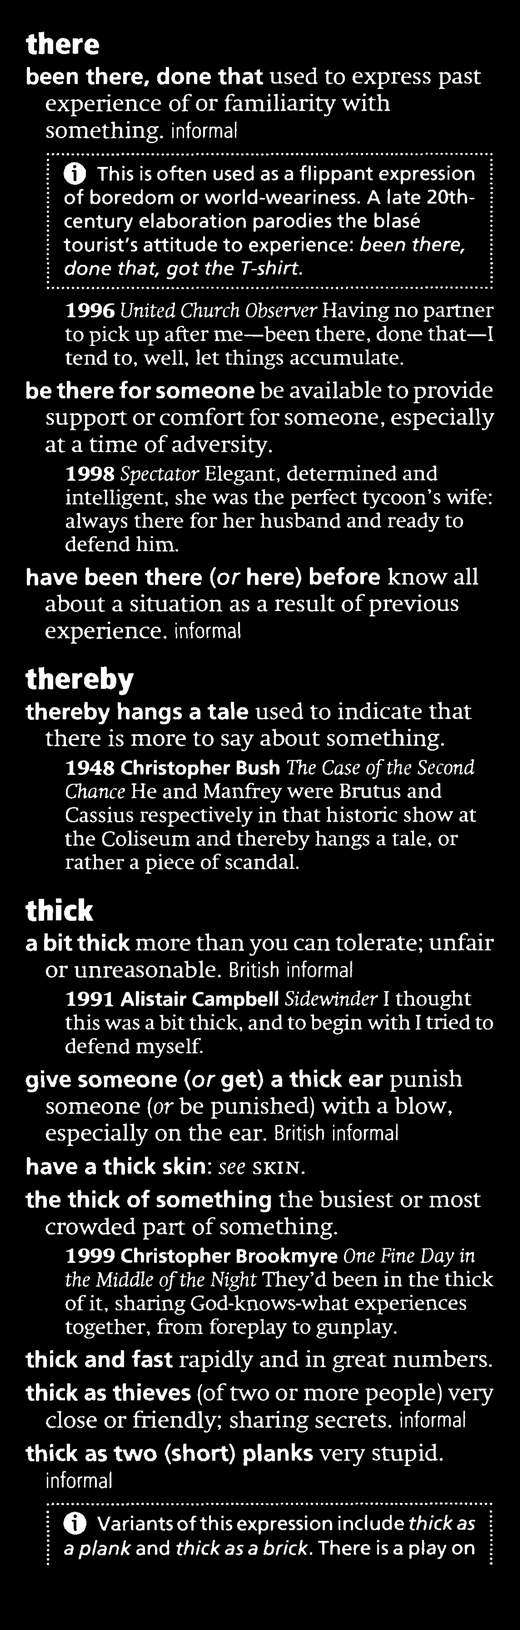 there
been there, done that used to express past
experience of or familiarity with
something. informal
This is often used as a flippant expression
of boredom or world-weariness. A late 20th-
century elaboration parodies the blasé
tourist's attitude to experience: been there,
done that, got the T-shirt.
1996 United Church Observer Having no partner
to pick up after me—been there, done that—I
tend to, well, let things accumulate.
be there for someone be available to provide
support or comfort for someone, especially
at a time of adversity.
1998 Spectator Elegant, determined and
intelligent, she was the perfect tycoon's wife:
always there for her husband and ready to
defend him.
have been there (or here) before know all
about a situation as a result of previous
experience. informal
thereby
thereby hangs a tale used to indicate that
there is more to say about something.
1948 Christopher Bush The Case of the Second
Chance He and Manfrey were Brutus and
Cassius respectively in that historic show at
the Coliseum and thereby hangs a tale, or
rather a piece of scandal.
thick
a bit thick more than you can tolerate; unfair
or unreasonable. British informal
1991 Alistair Campbell Sidewinder I thought
this was a bit thick, and to begin with I tried to
defend myself.
give someone (or get) a thick ear punish
someone (or be punished) with a blow,
especially on the ear. British informal
have a thick skin: see SKIN.
the thick of something the busiest or most
crowded part of something.
1999 Christopher Brookmyre One Fine Day in
the Middle of the Night They'd been in the thick
of it, sharing God-knows-what experiences
together, from foreplay to gunplay.
thick and fast rapidly and in great numbers.
thick as thieves (of two or more people) very
close or friendly; sharing secrets. informal
thick as two (short) planks very stupid.
informal
Variants of this expression include thick as
a plank and thick as a brick. There is a play on